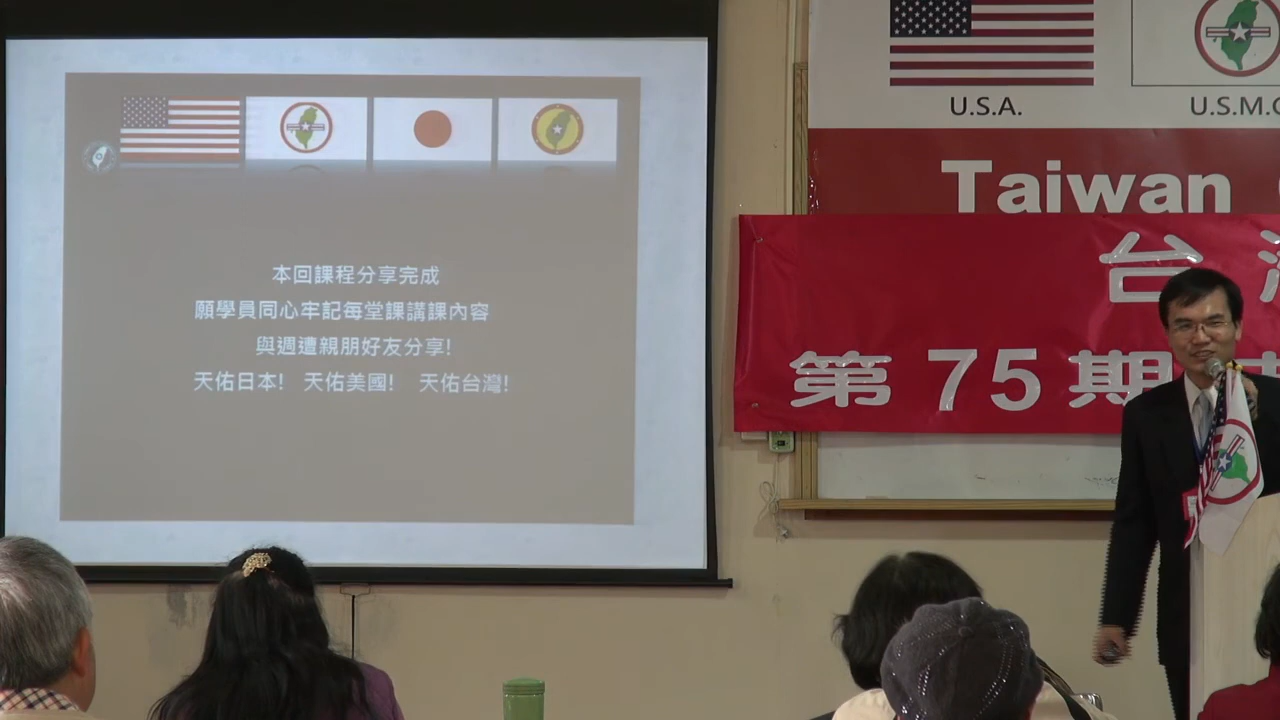 本回課程分享完成
願學員同心牢記每堂課講課內容
與週遭親朋好友分享!
天佑日本! 天佑美國! 天佑台灣!
U.S.A.
U.S.M.
Taiwan
台
第 75 期